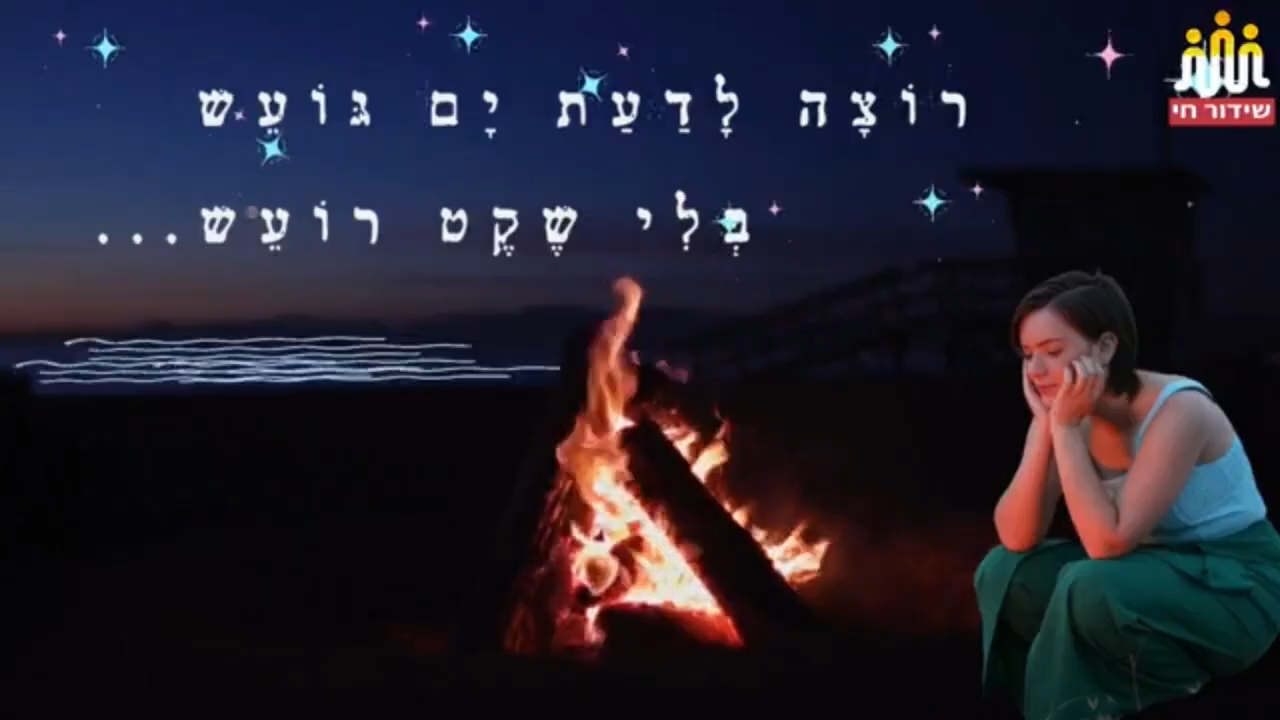 רוֹצָה לָדַעַת יָם גּוֹעֵשׁ
בְּלִי שֶׁקֶט רוֹעֵשׁ...
שידור חי